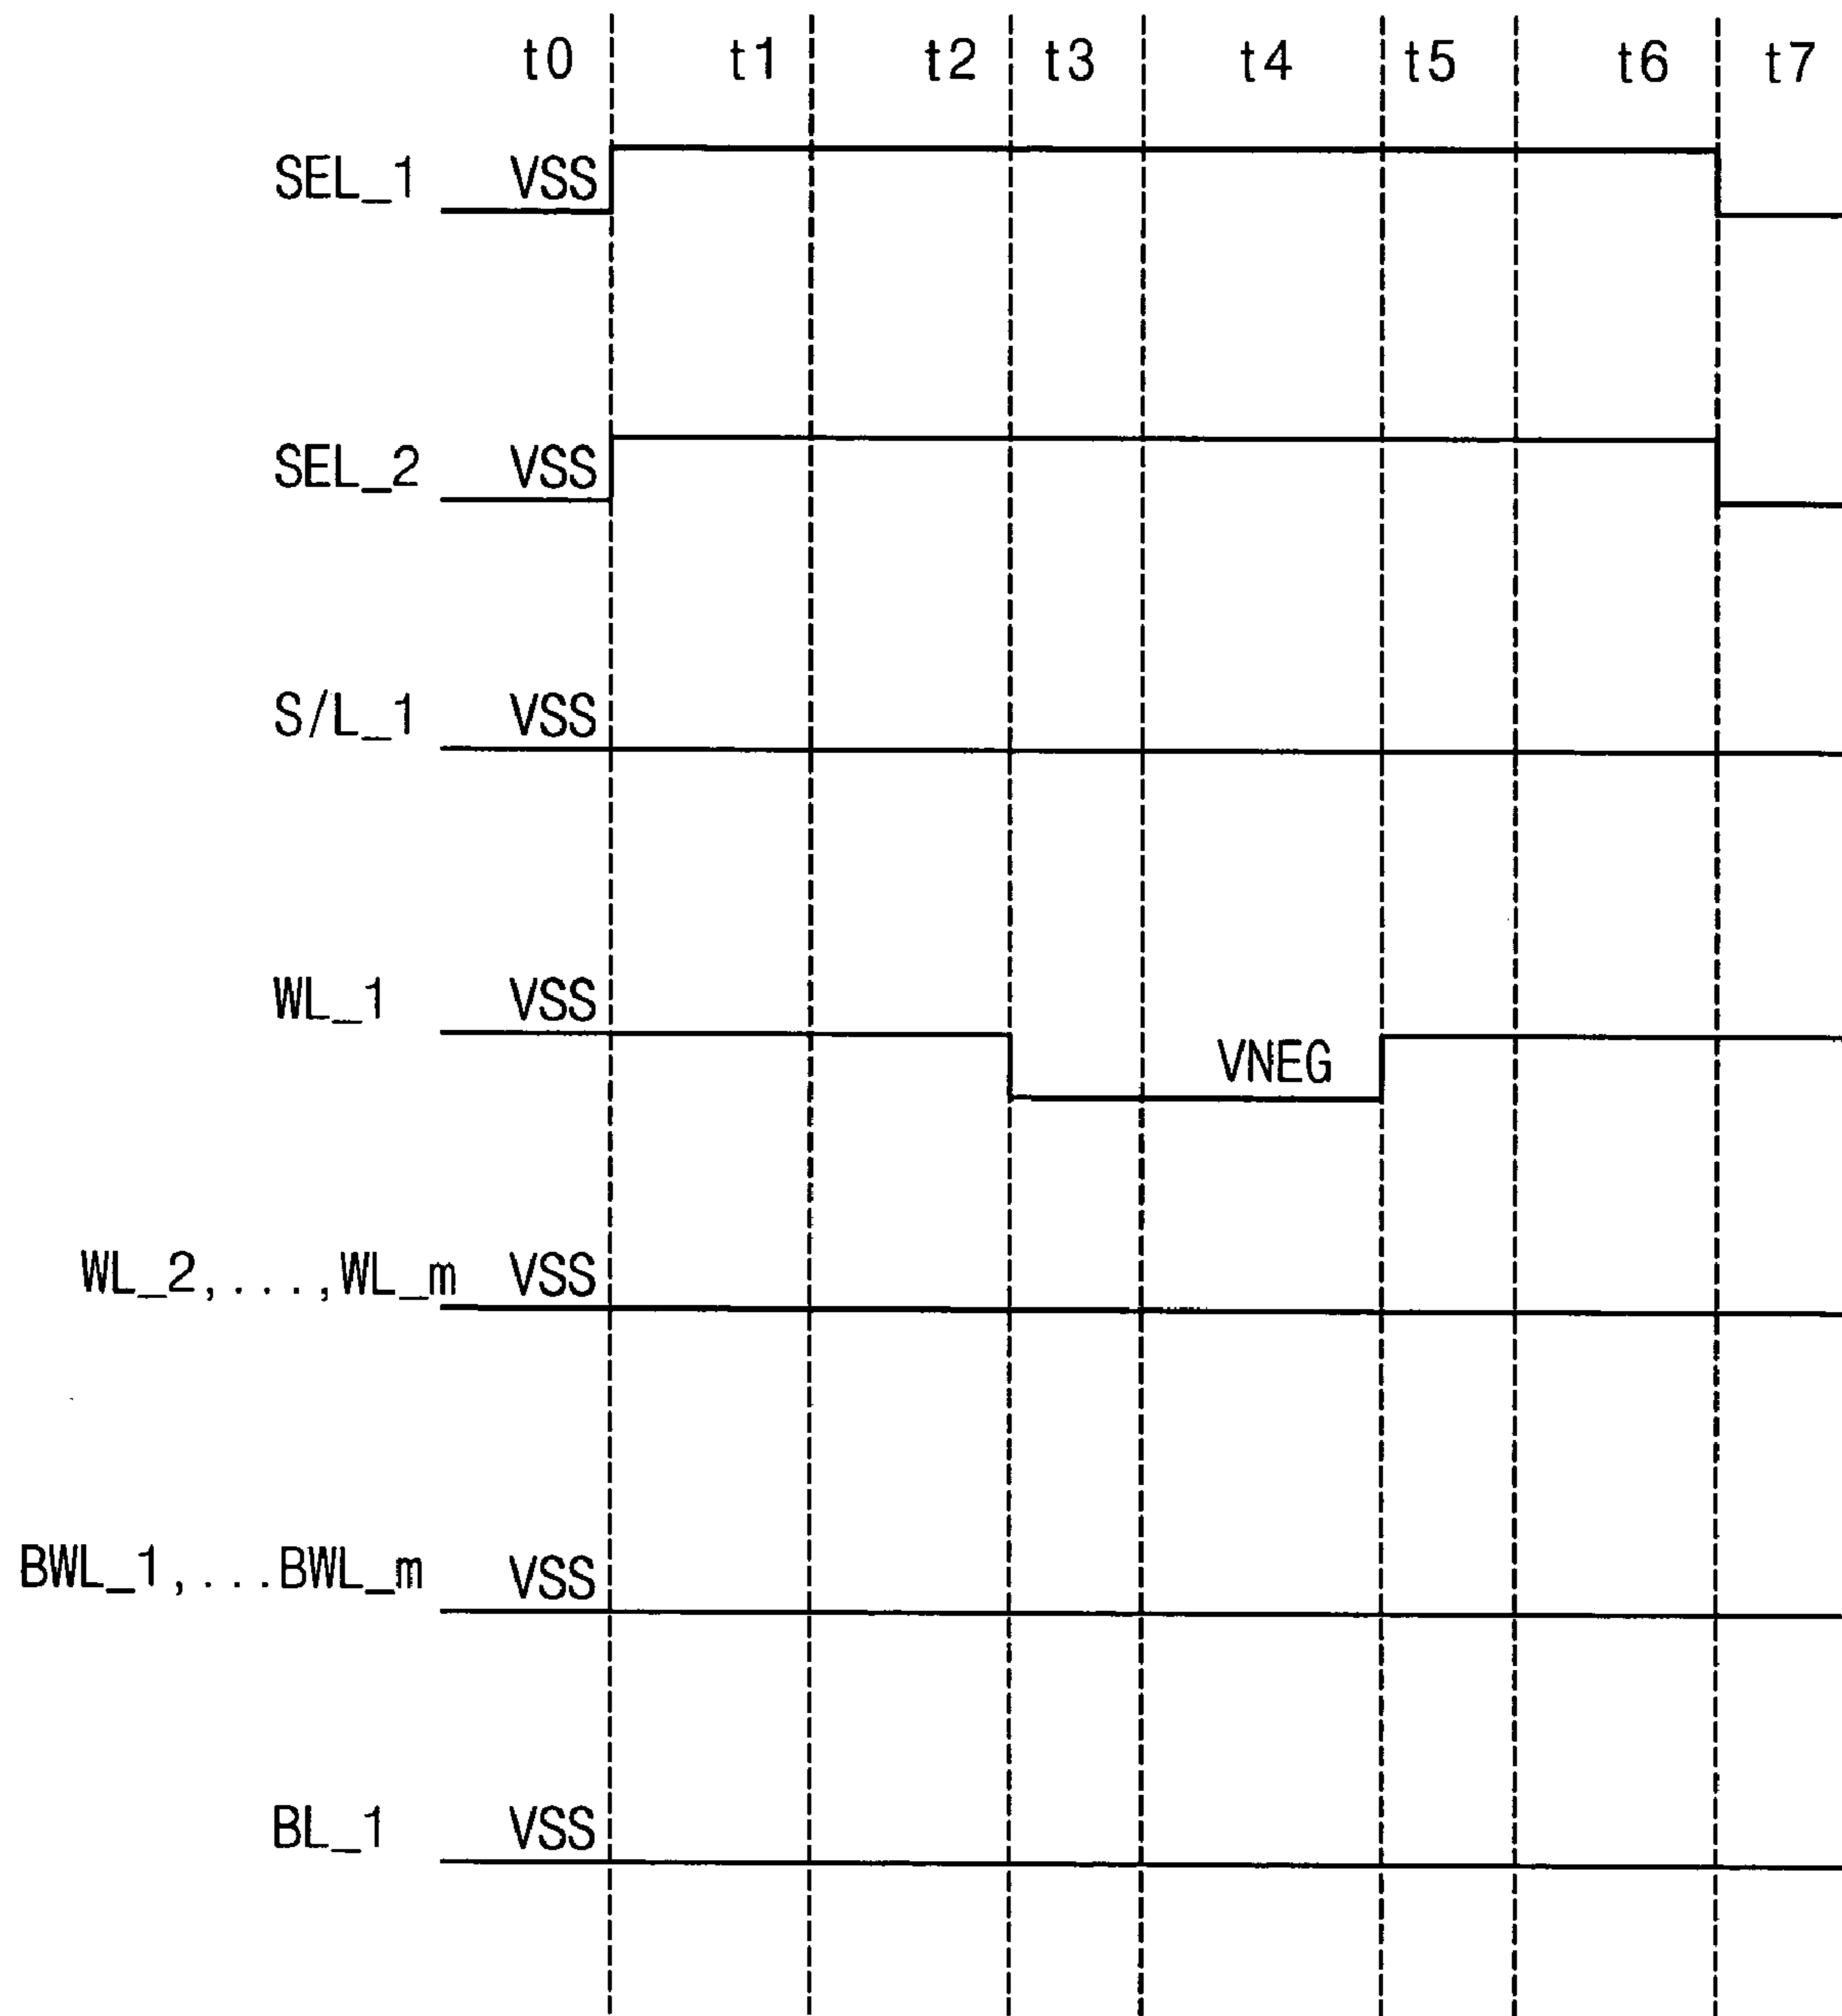 t0 t1 t2 t3 t4 t5 t6 t7
SEL_1 VSS
SEL_2 VSS
S/L_1 VSS
WL_1 VSS
VNEG
WL_2,...,WL_m VSS
BWL_1,...BWL_m VSS
BL_1 VSS